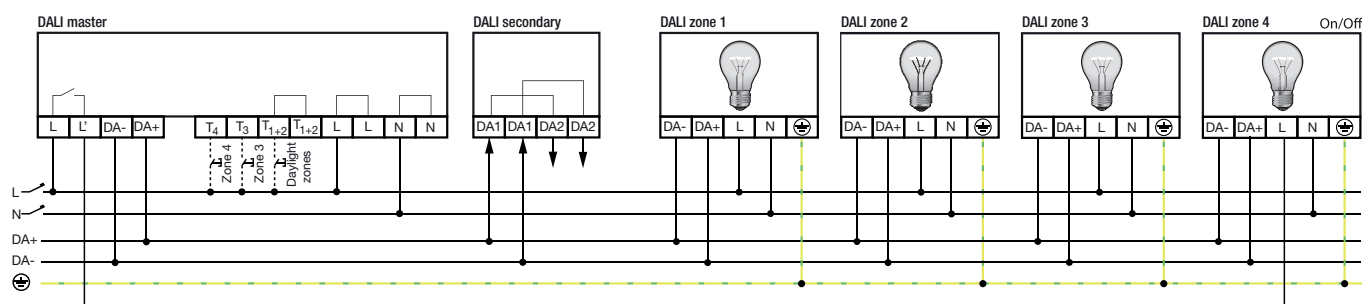 DALI master DALI secondary DALI zone 1 DALI zone 2 DALI zone 3 DALI zone 4 On/Off
L L' DA- DA+ T4 T3 T1+2 T1+2 L L N N DA1 DA1 DA2 DA2 DA- DA+ L N DA- DA+ L N DA- DA+ L N DA- DA+ L N
Zone 4
Zone 3
Daylight
zones
L
N
DA+
DA-